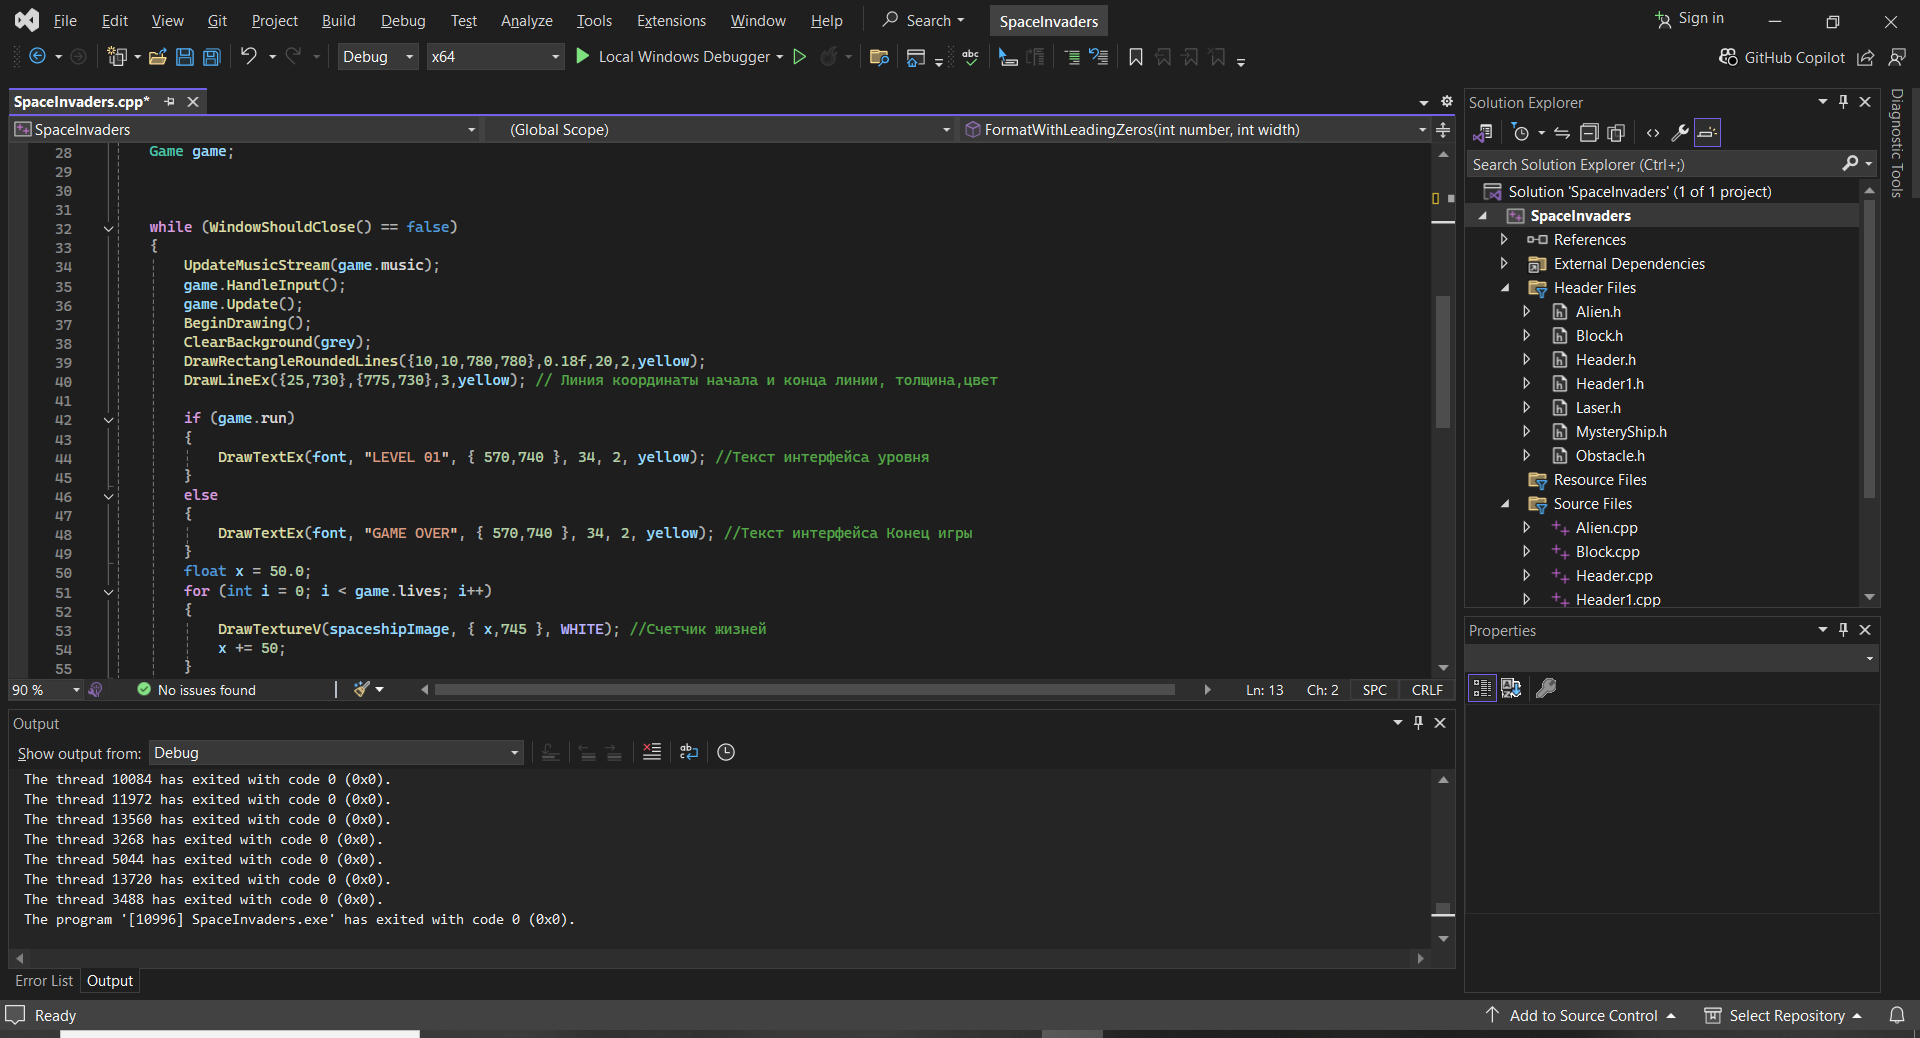 File Edit View Git Project Build Debug Test Analyze Tools Extensions Window Help Search SpaceInvaders Sign in
Debug x64 Local Windows Debugger GitHub Copilot
SpaceInvaders.cpp*
SpaceInvaders (Global Scope) FormatWithLeadingZeros(int number, int width)
28 Game game;
29
30
31
32 while (WindowShouldClose() == false)
33 {
34 UpdateMusicStream(game.music);
35 game.HandleInput();
36 game.Update();
37 BeginDrawing();
38 ClearBackground(grey);
39 DrawRectangleRoundedLines({10,10,780,780},0.18f,20,2,yellow);
40 DrawLineEx({25,730},{775,730},3,yellow); // Линия координаты начала и конца линии, толщина,цвет
41
42 if (game.run)
43 {
44 DrawTextEx(font, "LEVEL 01", { 570,740 }, 34, 2, yellow); //Текст интерфейса уровня
45 }
46 else
47 {
48 DrawTextEx(font, "GAME OVER", { 570,740 }, 34, 2, yellow); //Текст интерфейса Конец игры
49 }
50 float x = 50.0;
51 for (int i = 0; i < game.lives; i++)
52 {
53 DrawTextureV(spaceshipImage, { x,745 }, WHITE); //Счетчик жизней
54 x += 50;
55 }
90 % No issues found Ln: 13 Ch: 2 SPC CRLF
Output
Show output from: Debug
The thread 10084 has exited with code 0 (0x0).
The thread 11972 has exited with code 0 (0x0).
The thread 13560 has exited with code 0 (0x0).
The thread 3268 has exited with code 0 (0x0).
The thread 5044 has exited with code 0 (0x0).
The thread 13720 has exited with code 0 (0x0).
The thread 3488 has exited with code 0 (0x0).
The program '[10996] SpaceInvaders.exe' has exited with code 0 (0x0).
Error List Output
Solution Explorer
Search Solution Explorer (Ctrl+;)
Solution 'SpaceInvaders' (1 of 1 project)
SpaceInvaders
References
External Dependencies
Header Files
Alien.h
Block.h
Header.h
Header1.h
Laser.h
MysteryShip.h
Obstacle.h
Resource Files
Source Files
Alien.cpp
Block.cpp
Header.cpp
Header1.cpp
Properties
Diagnostic Tools
Ready Add to Source Control Select Repository